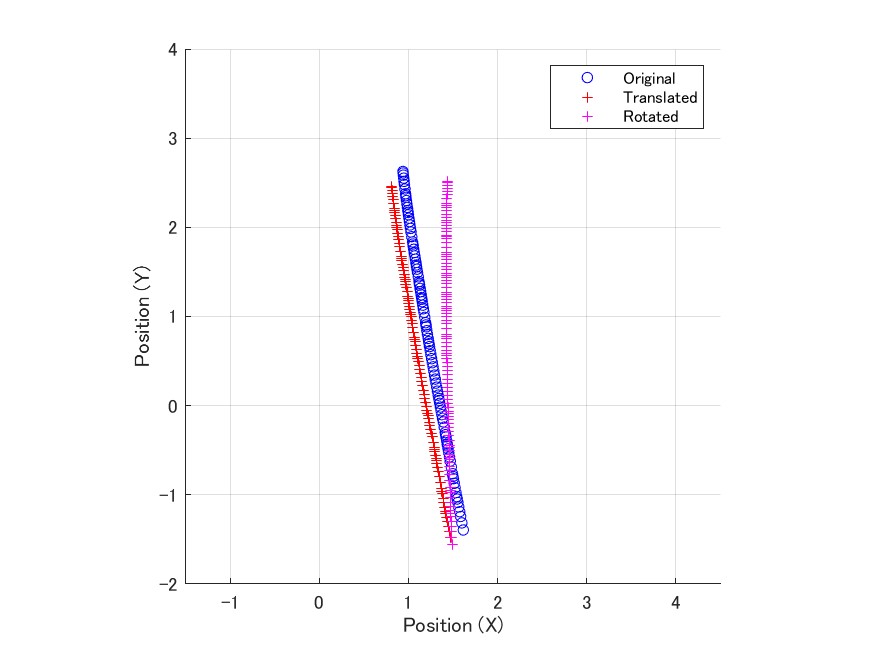 4
3
2
1
0
−1
−2
−1
0
1
2
3
4
Position (Y)
Position (X)
Original
Translated
Rotated